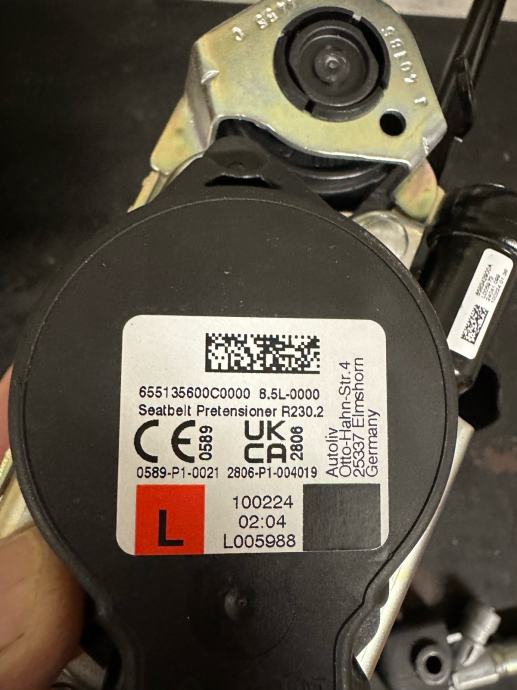 655135600C0000 8.5L-0000
Seatbelt Pretensioner R230.2
CE 0589
UK CA 2806
0589-P1-0021 2806-P1-004019
Autoliv
Otto-Hahn-Str.4
25337 Elmshorn
Germany
L
100224
02:04
L005988